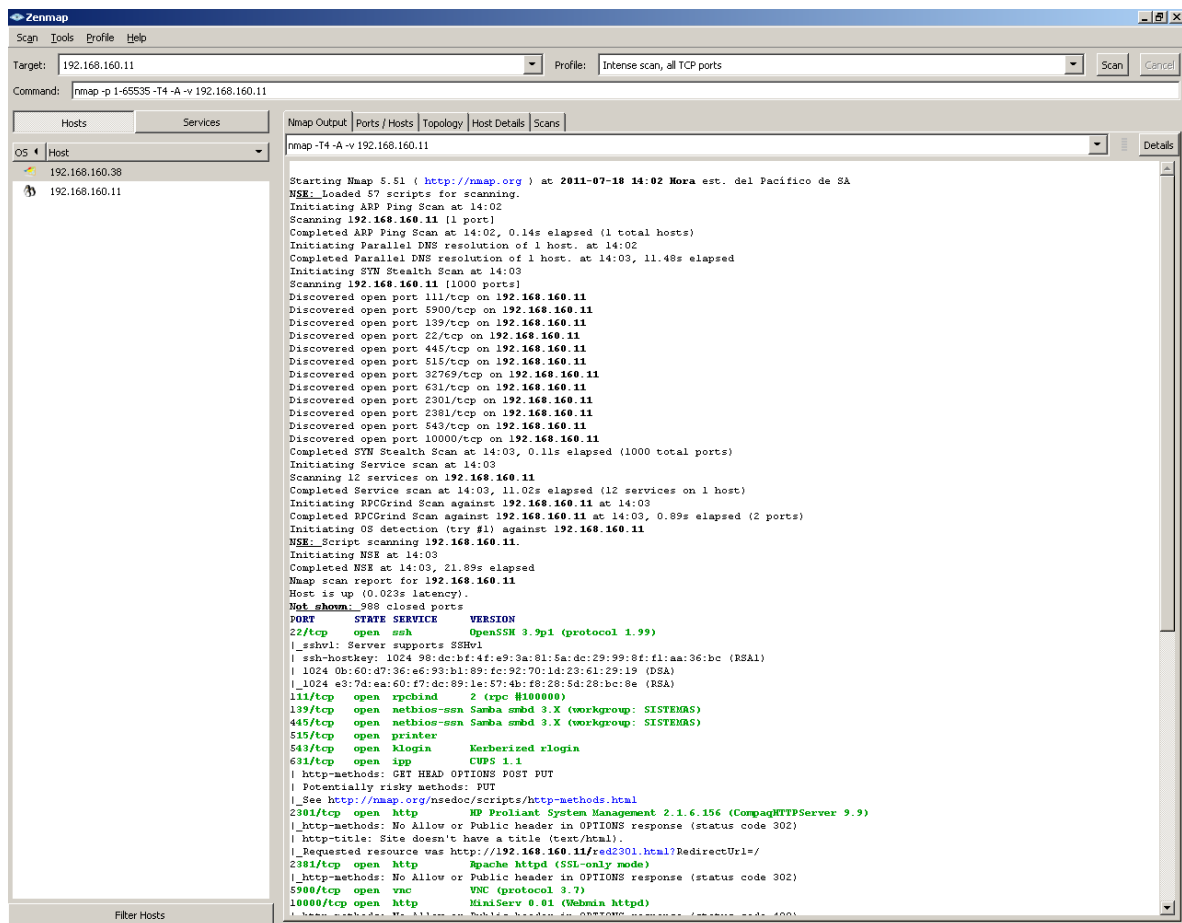 Zenmap
Scan Tools Profile Help
Target: 192.168.160.11 Profile: Intense scan, all TCP ports Scan Cancel
Command: nmap -p 1-65535 -T4 -A -v 192.168.160.11
Hosts Services
Nmap Output Ports / Hosts Topology Host Details Scans
OS Host
nmap -T4 -A -v 192.168.160.11 Details
192.168.160.38
192.168.160.11
Starting Nmap 5.51 ( http://nmap.org ) at 2011-07-18 14:02 Hora est. del Pacífico de SA
NSE: Loaded 57 scripts for scanning.
Initiating ARP Ping Scan at 14:02
Scanning 192.168.160.11 [1 port]
Completed ARP Ping Scan at 14:02, 0.14s elapsed (1 total hosts)
Initiating Parallel DNS resolution of 1 host. at 14:02
Completed Parallel DNS resolution of 1 host. at 14:03, 11.48s elapsed
Initiating SYN Stealth Scan at 14:03
Scanning 192.168.160.11 [1000 ports]
Discovered open port 111/tcp on 192.168.160.11
Discovered open port 5900/tcp on 192.168.160.11
Discovered open port 139/tcp on 192.168.160.11
Discovered open port 22/tcp on 192.168.160.11
Discovered open port 445/tcp on 192.168.160.11
Discovered open port 515/tcp on 192.168.160.11
Discovered open port 32769/tcp on 192.168.160.11
Discovered open port 631/tcp on 192.168.160.11
Discovered open port 2301/tcp on 192.168.160.11
Discovered open port 2381/tcp on 192.168.160.11
Discovered open port 543/tcp on 192.168.160.11
Discovered open port 10000/tcp on 192.168.160.11
Completed SYN Stealth Scan at 14:03, 0.11s elapsed (1000 total ports)
Initiating Service scan at 14:03
Scanning 12 services on 192.168.160.11
Completed Service scan at 14:03, 11.02s elapsed (12 services on 1 host)
Initiating RPCGrind Scan against 192.168.160.11 at 14:03
Completed RPCGrind Scan against 192.168.160.11 at 14:03, 0.89s elapsed (2 ports)
Initiating OS detection (try #1) against 192.168.160.11
NSE: Script scanning 192.168.160.11.
Initiating NSE at 14:03
Completed NSE at 14:03, 21.89s elapsed
Nmap scan report for 192.168.160.11
Host is up (0.023s latency).
Not shown: 988 closed ports
PORT STATE SERVICE VERSION
22/tcp open ssh OpenSSH 3.9p1 (protocol 1.99)
|_sshv1: Server supports SSHv1
| ssh-hostkey: 1024 98:dc:bf:4f:e9:3a:81:5a:dc:29:99:8f:f1:aa:36:bc (RSA1)
| 1024 0b:60:d7:36:e6:93:b1:89:fc:92:70:1d:23:61:29:19 (DSA)
|_1024 e3:7d:ea:60:f7:dc:89:1e:57:4b:f8:28:5d:28:bc:8e (RSA)
111/tcp open rpcbind 2 (rpc #100000)
139/tcp open netbios-ssn Samba smbd 3.X (workgroup: SISTEMAS)
445/tcp open netbios-ssn Samba smbd 3.X (workgroup: SISTEMAS)
515/tcp open printer
543/tcp open klogin Kerberized rlogin
631/tcp open ipp CUPS 1.1
| http-methods: GET HEAD OPTIONS POST PUT
| Potentially risky methods: PUT
|_See http://nmap.org/nsedoc/scripts/http-methods.html
2301/tcp open http HP Proliant System Management 2.1.6.156 (CompaqHTTPServer 9.9)
|_http-methods: No Allow or Public header in OPTIONS response (status code 302)
| http-title: Site doesn't have a title (text/html).
|_Requested resource was http://192.168.160.11/red2301.html?RedirectUrl=/
2381/tcp open http Apache httpd (SSL-only mode)
|_http-methods: No Allow or Public header in OPTIONS response (status code 302)
5900/tcp open vnc VNC (protocol 3.7)
10000/tcp open http MiniServ 0.01 (Webmin httpd)
Filter Hosts